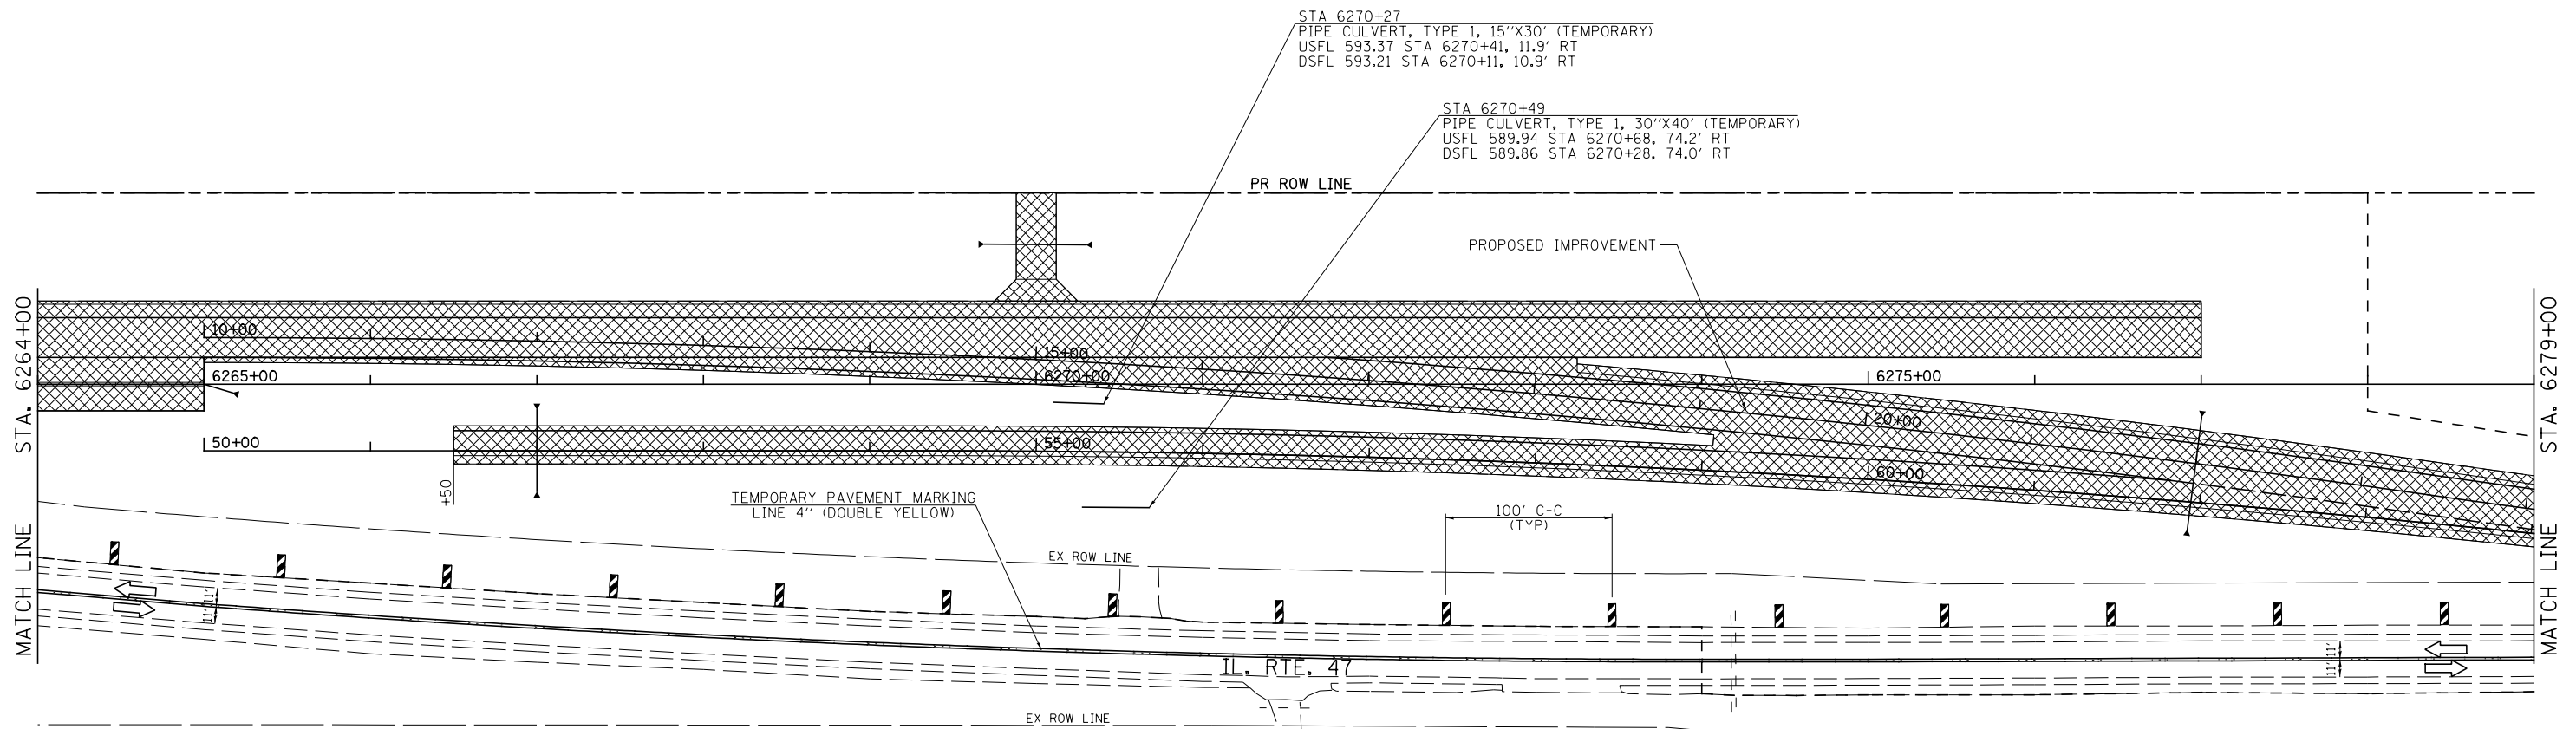 STA 6270+27
PIPE CULVERT, TYPE 1, 15''X30' (TEMPORARY)
USFL 593.37 STA 6270+41, 11.9' RT
DSFL 593.21 STA 6270+11, 10.9' RT
STA 6270+49
PIPE CULVERT, TYPE 1, 30''X40' (TEMPORARY)
USFL 589.94 STA 6270+68, 74.2' RT
DSFL 589.86 STA 6270+28, 74.0' RT
PR ROW LINE
PROPOSED IMPROVEMENT
MATCH LINE STA. 6264+00
10+00
15+00
6265+00
6270+00
6275+00
20+00
50+00
55+00
60+00
+50
TEMPORARY PAVEMENT MARKING
LINE 4'' (DOUBLE YELLOW)
100' C-C
(TYP)
EX ROW LINE
11' 11'
IL. RTE. 47
11' 11'
EX ROW LINE
MATCH LINE STA. 6279+00